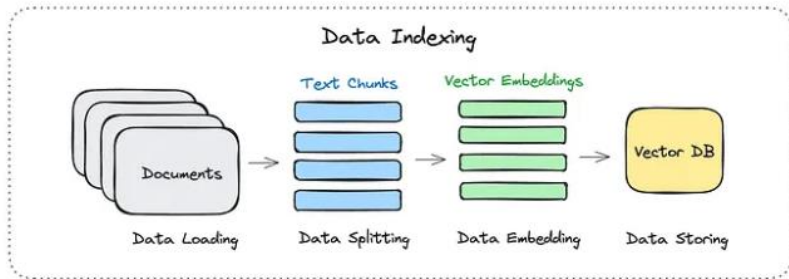 Data Indexing
Text Chunks
Vector Embeddings
Documents
Vector DB
Data Loading
Data Splitting
Data Embedding
Data Storing